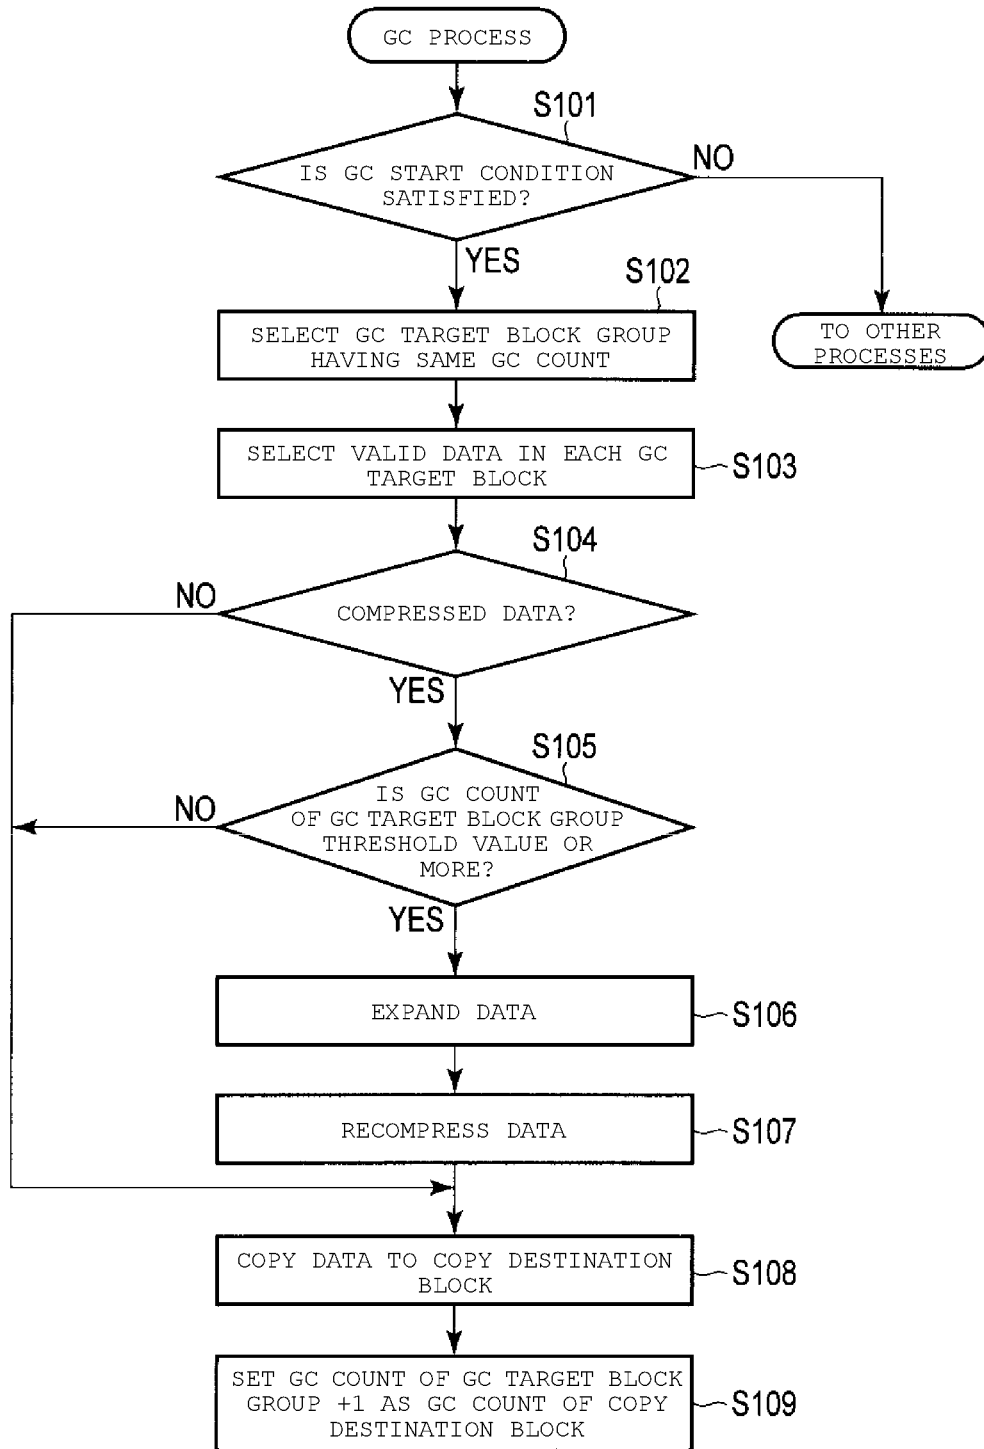 GC PROCESS
S101
IS GC START CONDITION
SATISFIED?
NO
YES
S102
SELECT GC TARGET BLOCK GROUP
HAVING SAME GC COUNT
TO OTHER
PROCESSES
SELECT VALID DATA IN EACH GC
TARGET BLOCK
S103
S104
COMPRESSED DATA?
NO
YES
S105
IS GC COUNT
OF GC TARGET BLOCK GROUP
THRESHOLD VALUE OR
MORE?
NO
YES
EXPAND DATA
S106
RECOMPRESS DATA
S107
COPY DATA TO COPY DESTINATION
BLOCK
S108
SET GC COUNT OF GC TARGET BLOCK
GROUP +1 AS GC COUNT OF COPY
DESTINATION BLOCK
S109